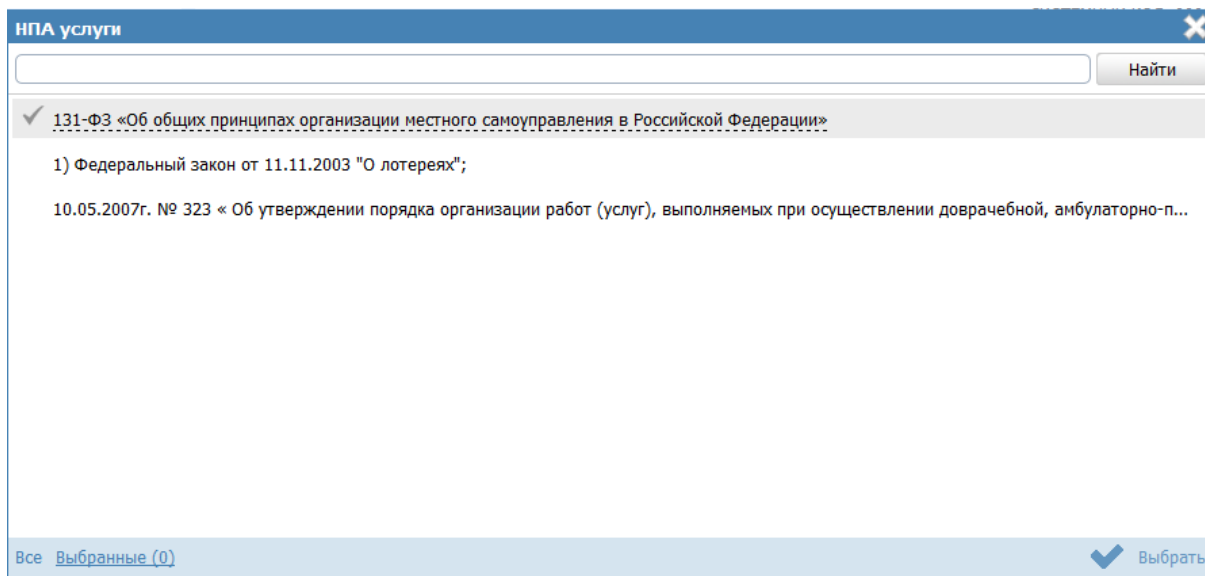 НПА услуги
Найти
131-ФЗ «Об общих принципах организации местного самоуправления в Российской Федерации»
1) Федеральный закон от 11.11.2003 "О лотереях";
10.05.2007г. № 323 « Об утверждении порядка организации работ (услуг), выполняемых при осуществлении доврачебной, амбулаторно-п...
Все Выбранные (0) Выбрать